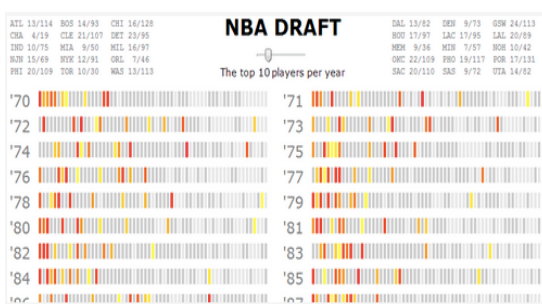 ATL 13/114 BOS 14/93 CHI 16/128
CHA 4/19 CLE 21/107 DET 23/95
IND 10/75 MIA 9/50 MIL 16/97
NJN 15/69 NYK 12/91 ORL 7/46
PHI 20/109 TOR 10/30 WAS 13/113
NBA DRAFT
The top 10 players per year
DAL 13/82 DEN 9/73 GSW 24/113
HOU 17/97 LAC 17/95 LAL 20/89
MEM 9/36 MIN 7/57 NOH 10/42
OKC 22/109 PHO 19/117 POR 17/131
SAC 20/110 SAS 9/72 UTA 14/82
'70 '71
'72 '73
'74 '75
'76 '77
'78 '79
'80 '81
'82 '83
'84 '85
'86 '87